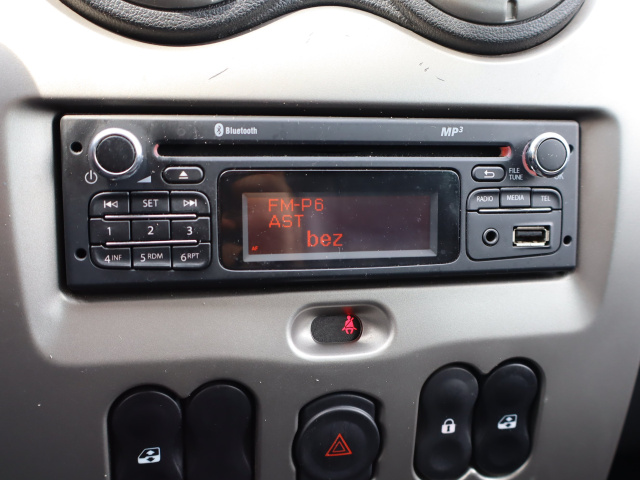 Bluetooth MP3
FILE
TUNE
SET
RADIO MEDIA TEL
1 2 3
4 INF 5 RDM 6 RPT
FM-P6
AST
bez
AF